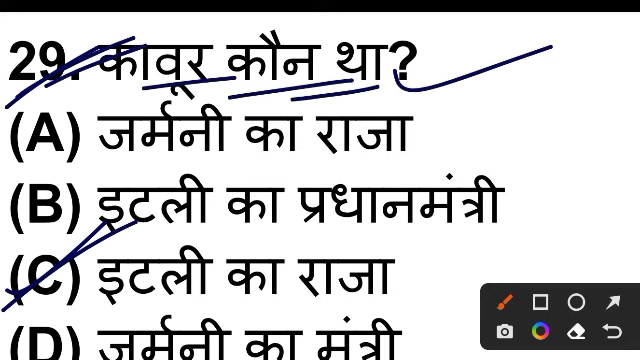 29. कावूर कौन था?
(A) जर्मनी का राजा
(B) इटली का प्रधानमंत्री
(C) इटली का राजा
(D) जर्मनी का मंत्री